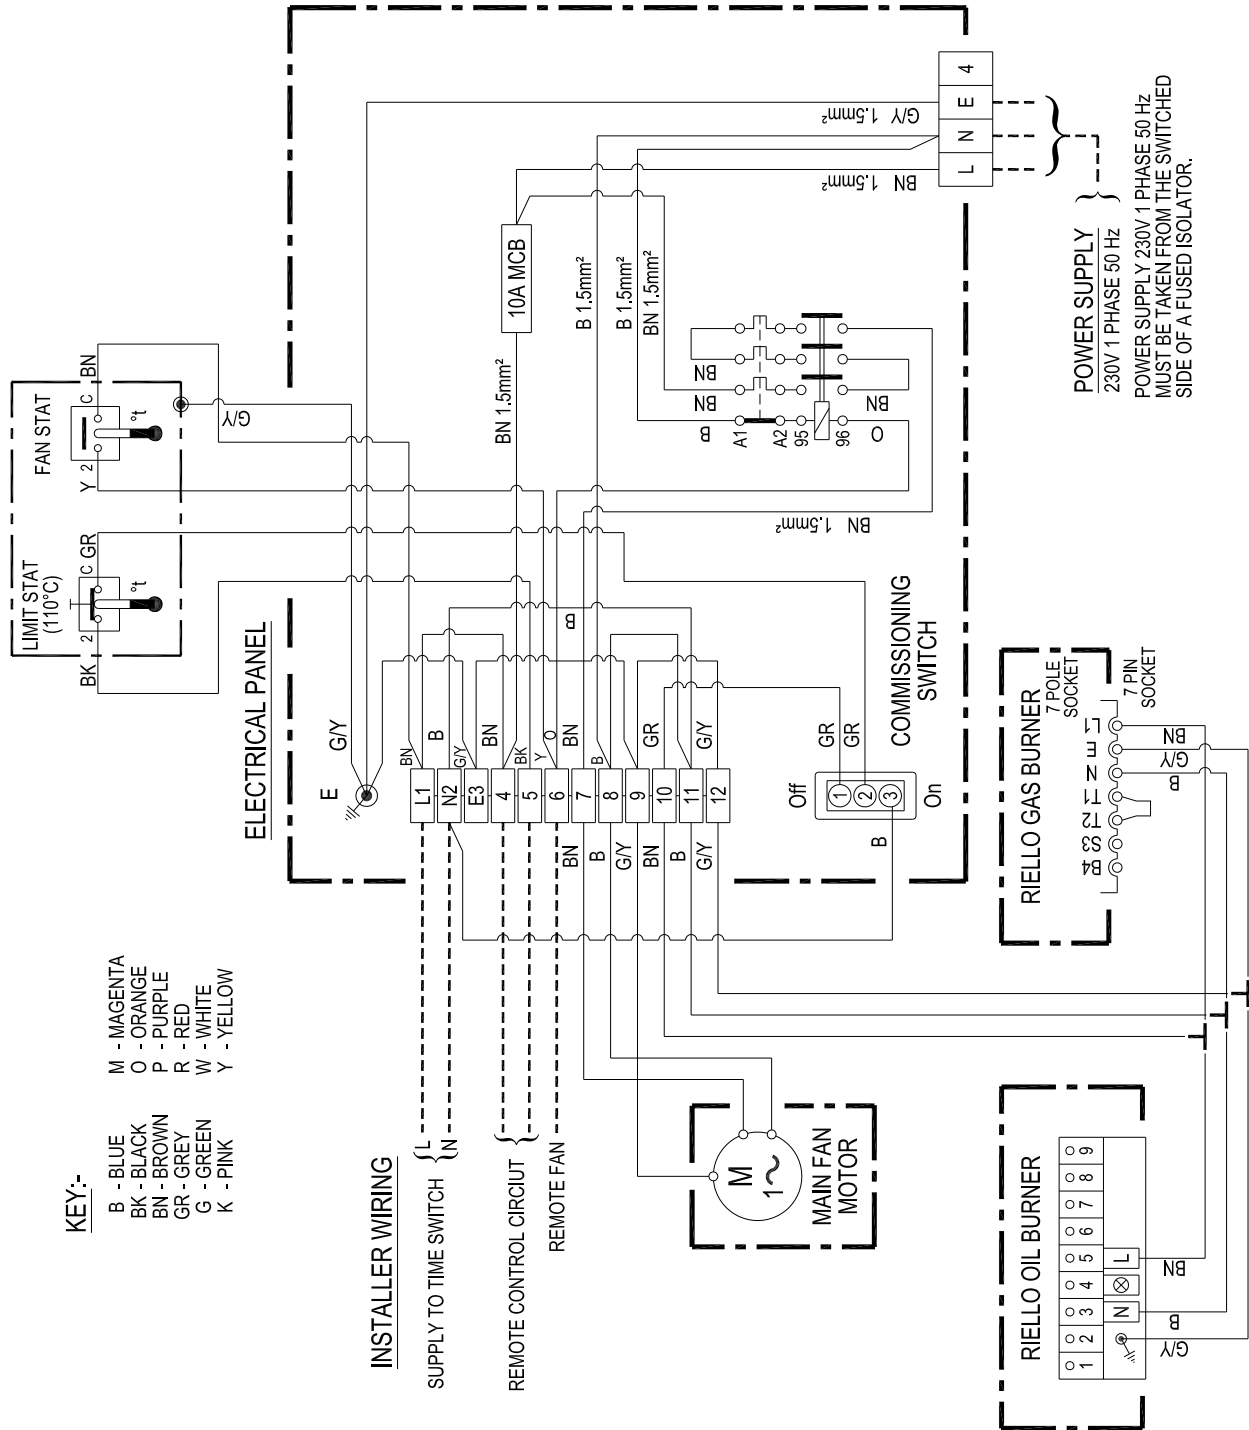 KEY:-
B - BLUE
BK - BLACK
BN - BROWN
GR - GREY
G - GREEN
K - PINK
M - MAGENTA
O - ORANGE
P - PURPLE
R - RED
W - WHITE
Y - YELLOW
LIMIT STAT
(110°C)
BK
2
C
GR
°t
FAN STAT
Y
2
C
BN
°t
G/Y
ELECTRICAL PANEL
E
G/Y
BN
B
G/Y
BN
BK
Y
O
BN
B
GR
G/Y
L1
N2
E3
4
5
6
7
8
9
10
11
12
BN
B
G/Y
BN
B
G/Y
B
BN 1.5mm²
10A MCB
B 1.5mm²
B 1.5mm²
BN 1.5mm²
BN 1.5mm²
G/Y 1.5mm²
BN 1.5mm²
B
BN
BN
A1
A2
95
96
O
BN
L
N
E
4
COMMISSIONING
SWITCH
GR
GR
Off
1
2
3
On
B
POWER SUPPLY
230V 1 PHASE 50 Hz
POWER SUPPLY 230V 1 PHASE 50 Hz
MUST BE TAKEN FROM THE SWITCHED
SIDE OF A FUSED ISOLATOR.
INSTALLER WIRING
SUPPLY TO TIME SWITCH
L
N
REMOTE CONTROL CIRCIUT
REMOTE FAN
M
1~
MAIN FAN
MOTOR
RIELLO GAS BURNER
7 POLE
SOCKET
7 PIN
SOCKET
B4
S3
T2
T1
N
E
L1
B
G/Y
BN
RIELLO OIL BURNER
1
2
3
4
5
6
7
8
9
N
L
G/Y
B
BN